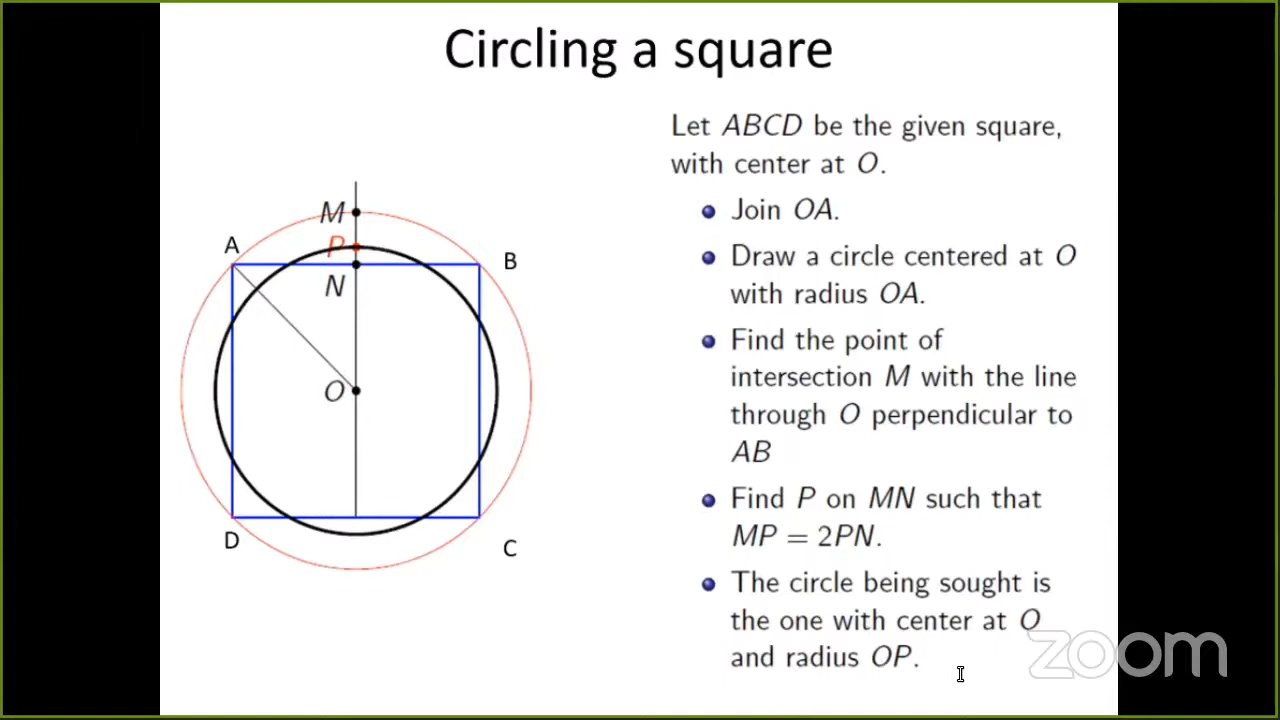 Circling a square
Let ABCD be the given square,
with center at O.
Join OA.
Draw a circle centered at O
with radius OA.
Find the point of
intersection M with the line
through O perpendicular to
AB
Find P on MN such that
MP = 2PN.
The circle being sought is
the one with center at O
and radius OP.
M
A
P
B
N
O
D
C
zoom